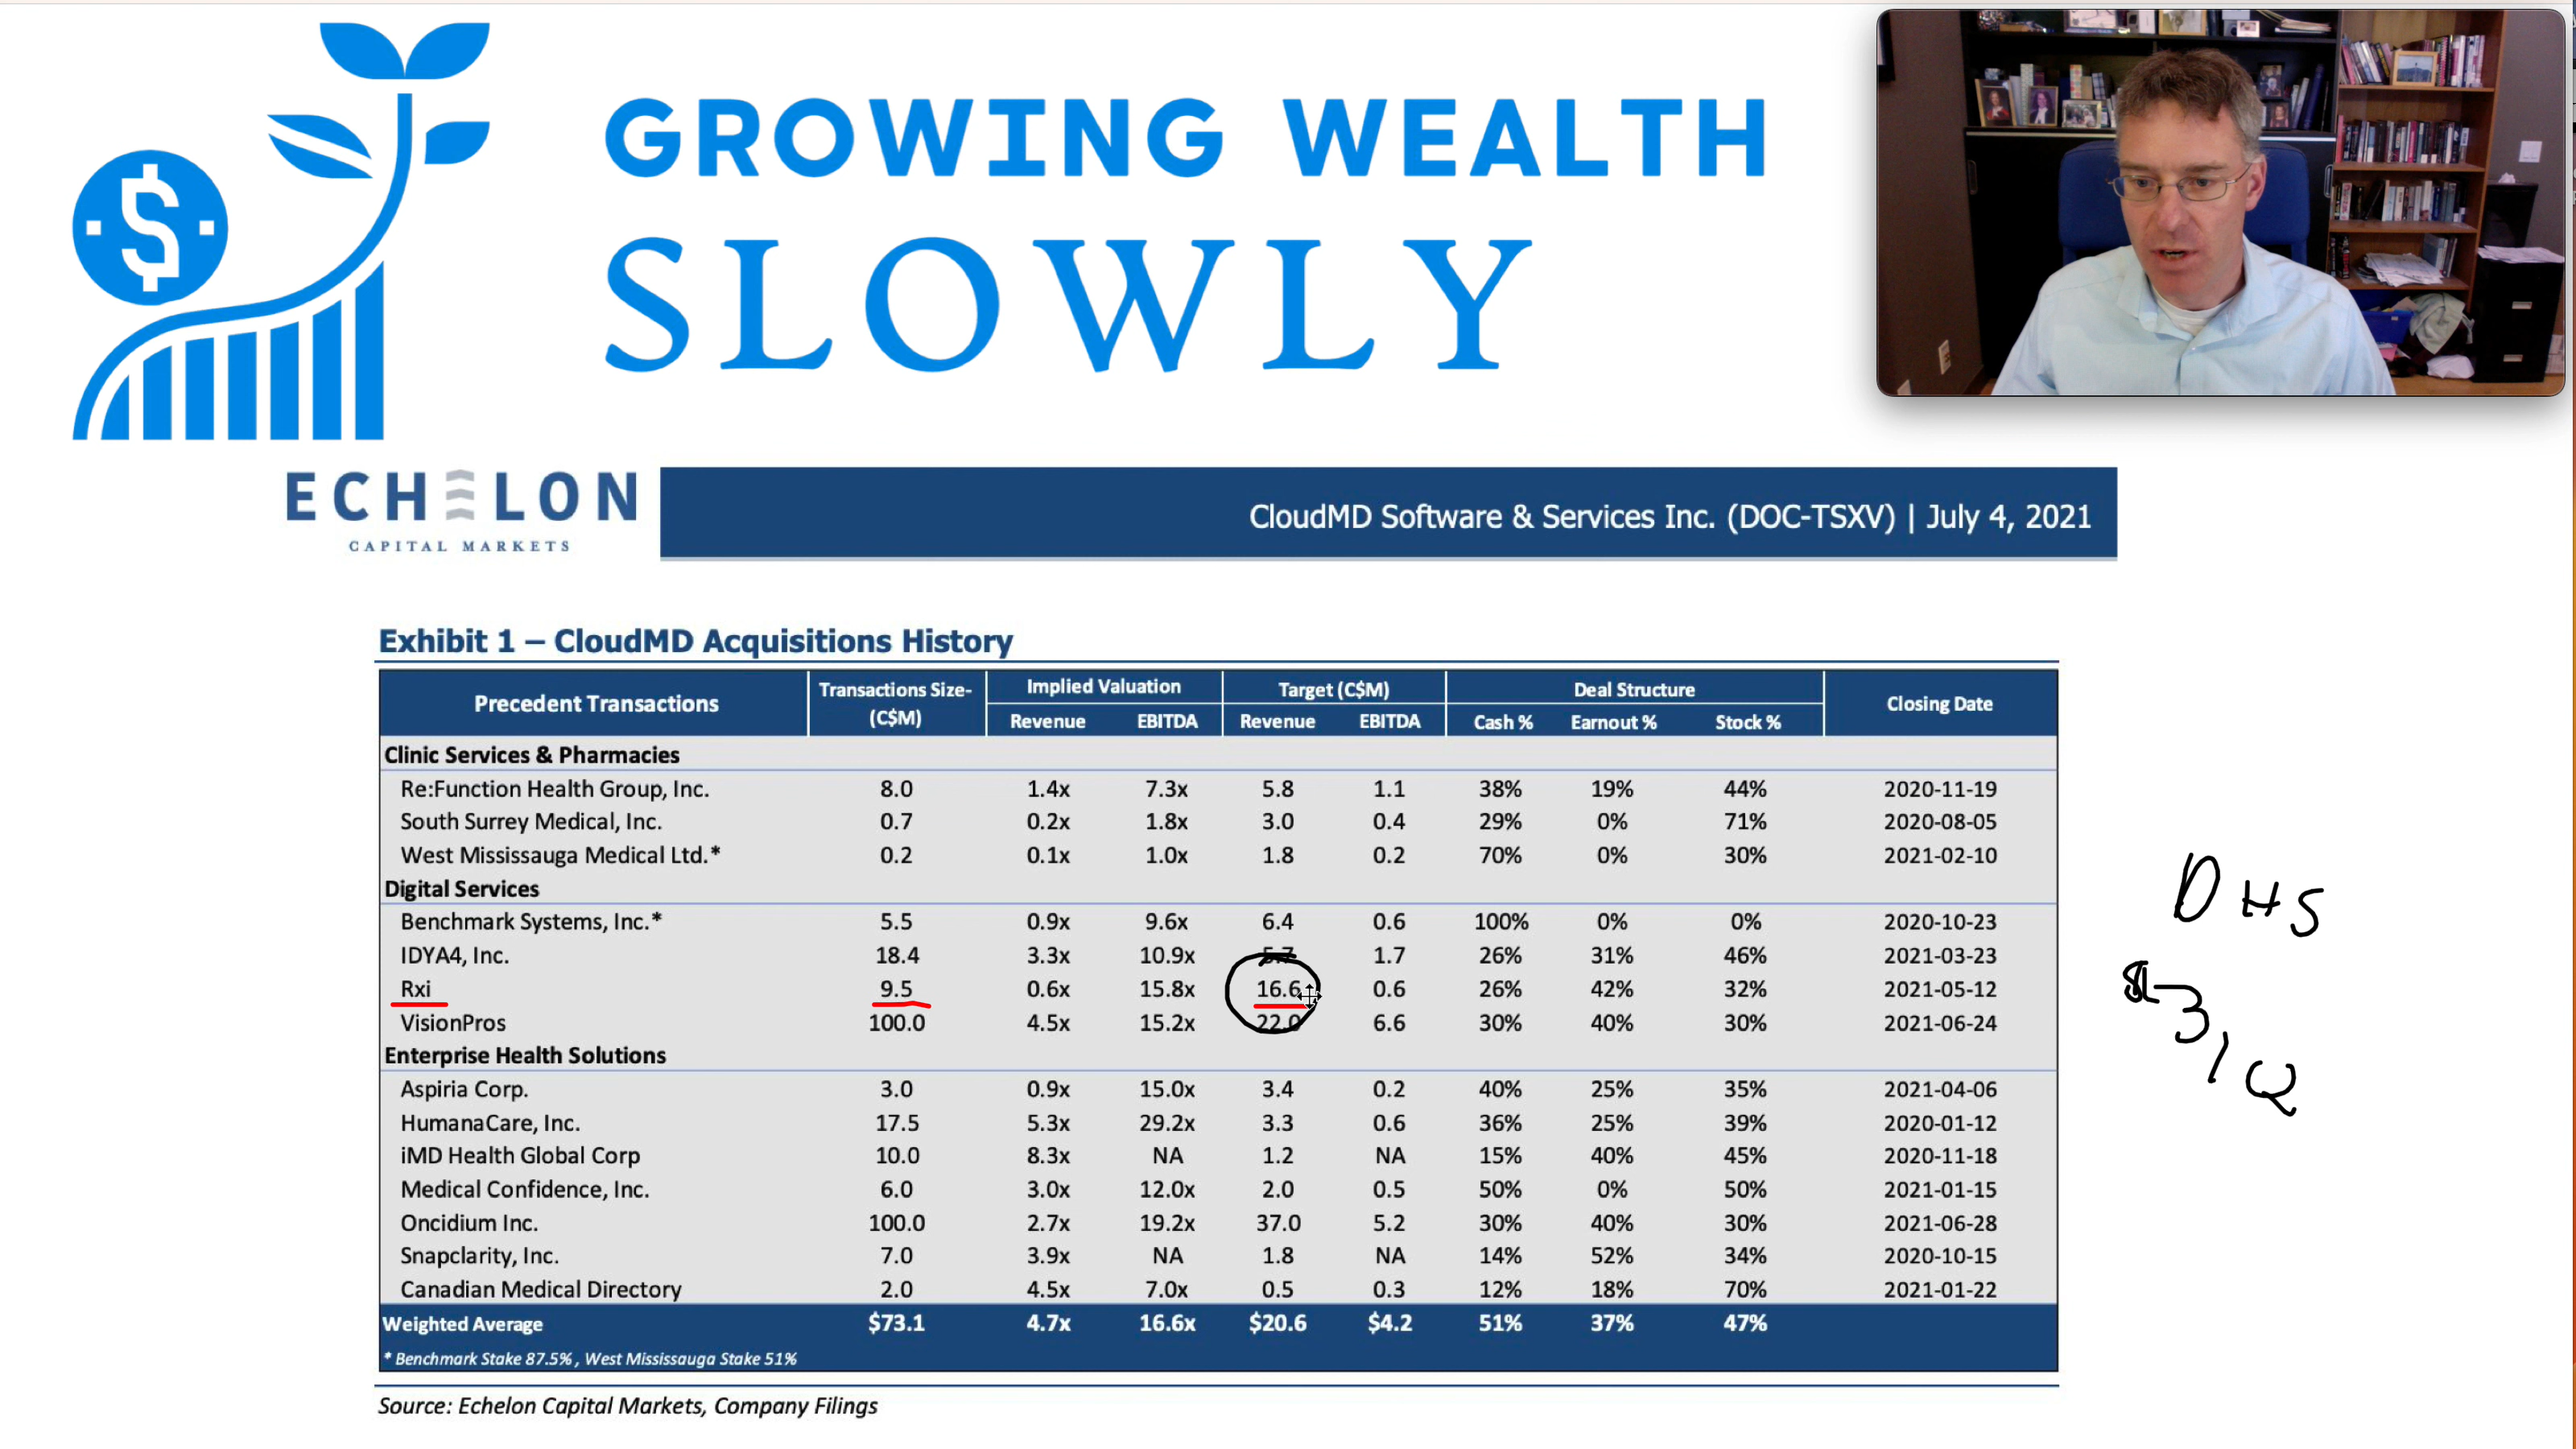 GROWING WEALTH
SLOWLY
ECHELON
CAPITAL MARKETS
CloudMD Software & Services Inc. (DOC-TSXV) | July 4, 2021
Exhibit 1 – CloudMD Acquisitions History
Precedent Transactions Transactions Size- (C$M) Implied Valuation Target (C$M) Deal Structure Closing Date
Revenue EBITDA Revenue EBITDA Cash % Earnout % Stock %
Clinic Services & Pharmacies
Re:Function Health Group, Inc. 8.0 1.4x 7.3x 5.8 1.1 38% 19% 44% 2020-11-19
South Surrey Medical, Inc. 0.7 0.2x 1.8x 3.0 0.4 29% 0% 71% 2020-08-05
West Mississauga Medical Ltd.* 0.2 0.1x 1.0x 1.8 0.2 70% 0% 30% 2021-02-10
Digital Services
Benchmark Systems, Inc.* 5.5 0.9x 9.6x 6.4 0.6 100% 0% 0% 2020-10-23
IDYA4, Inc. 18.4 3.3x 10.9x 5.7 1.7 26% 31% 46% 2021-03-23
Rxi 9.5 0.6x 15.8x 16.6 0.6 26% 42% 32% 2021-05-12
VisionPros 100.0 4.5x 15.2x 22.0 6.6 30% 40% 30% 2021-06-24
Enterprise Health Solutions
Aspiria Corp. 3.0 0.9x 15.0x 3.4 0.2 40% 25% 35% 2021-04-06
HumanaCare, Inc. 17.5 5.3x 29.2x 3.3 0.6 36% 25% 39% 2020-01-12
iMD Health Global Corp 10.0 8.3x NA 1.2 NA 15% 40% 45% 2020-11-18
Medical Confidence, Inc. 6.0 3.0x 12.0x 2.0 0.5 50% 0% 50% 2021-01-15
Oncidium Inc. 100.0 2.7x 19.2x 37.0 5.2 30% 40% 30% 2021-06-28
Snapclarity, Inc. 7.0 3.9x NA 1.8 NA 14% 52% 34% 2020-10-15
Canadian Medical Directory 2.0 4.5x 7.0x 0.5 0.3 12% 18% 70% 2021-01-22
Weighted Average $73.1 4.7x 16.6x $20.6 $4.2 51% 37% 47%
* Benchmark Stake 87.5% , West Mississauga Stake 51%
Source: Echelon Capital Markets, Company Filings
DHS
3/Q